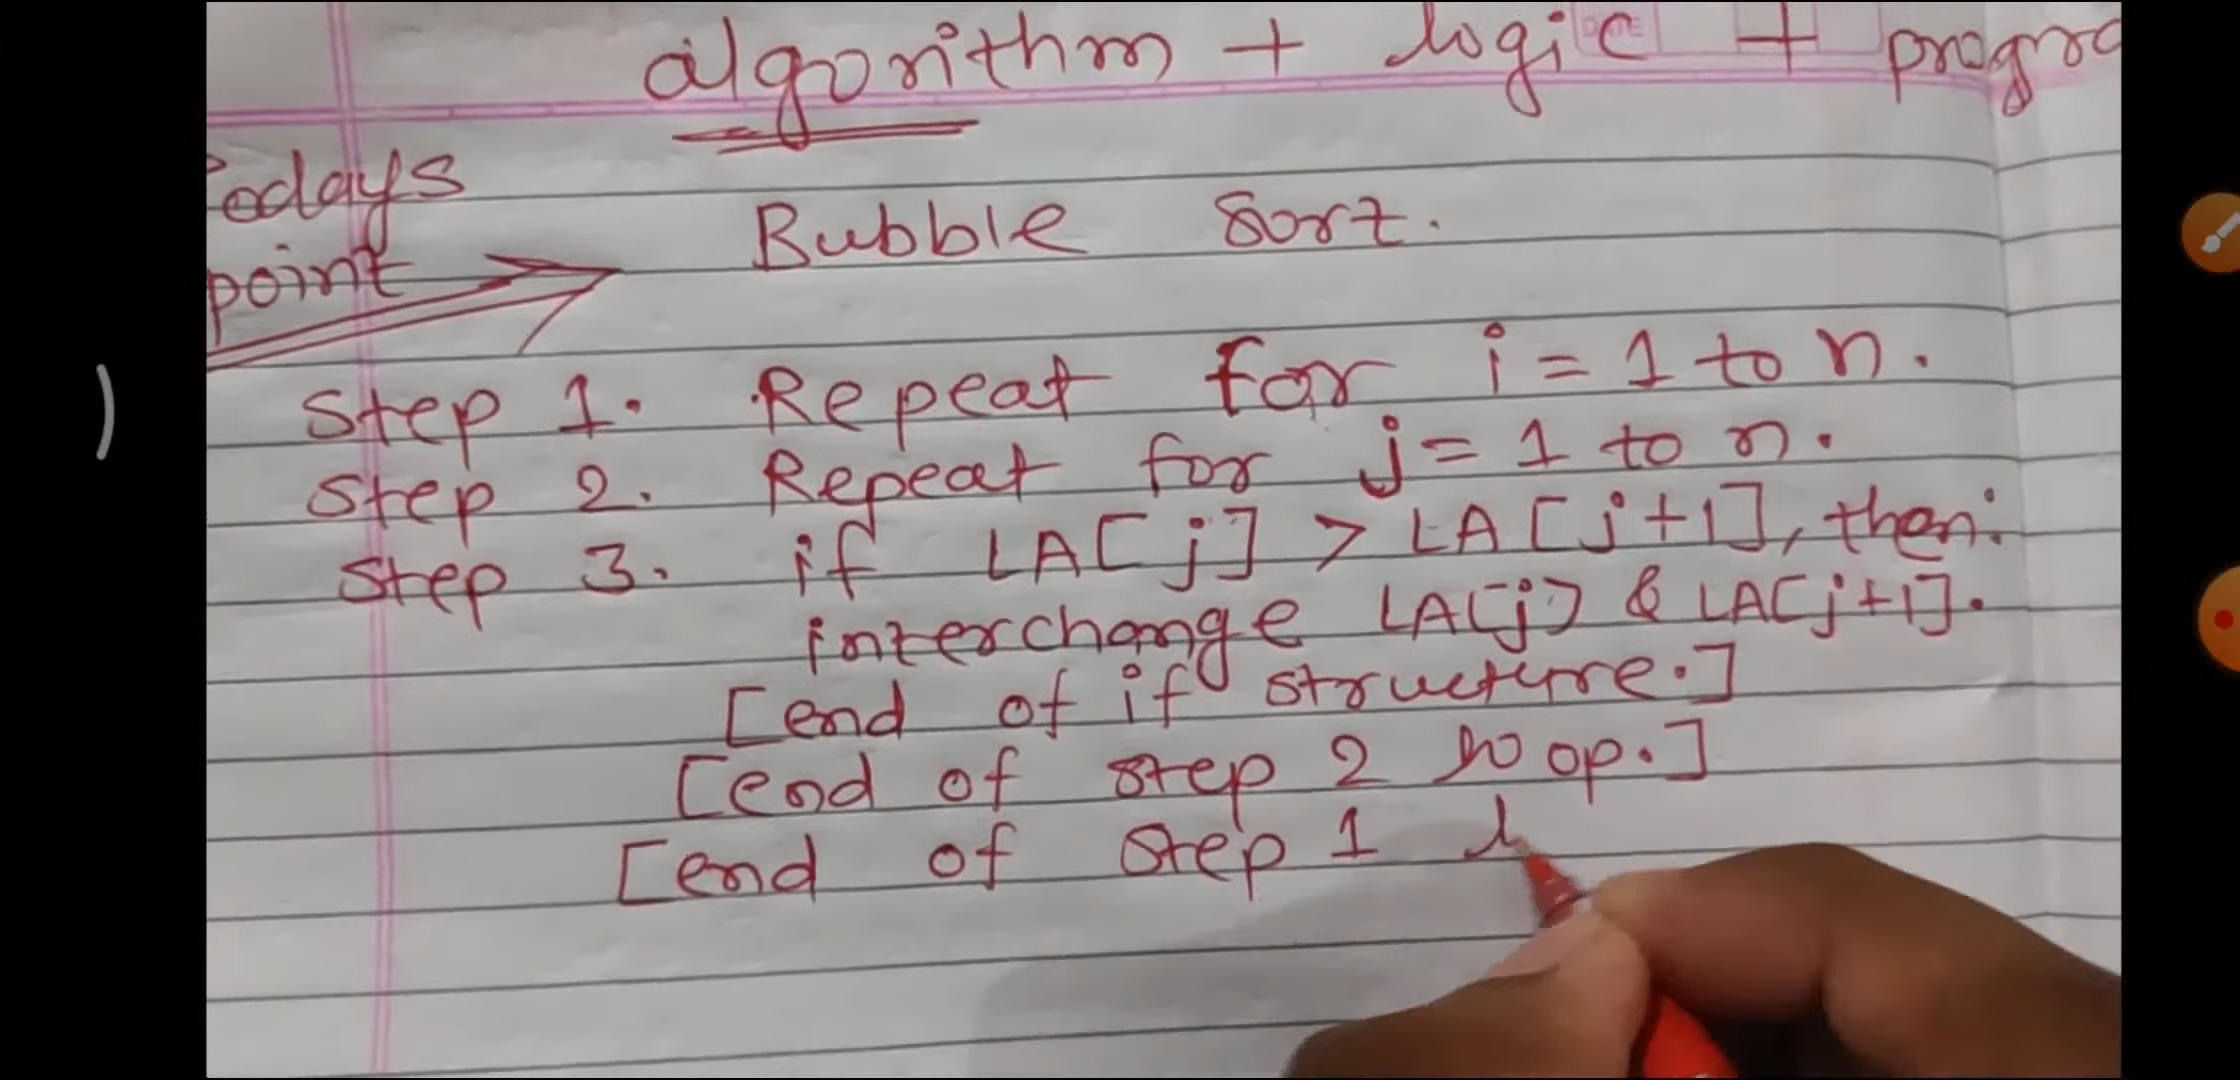 algorithm + logic + progra
Todays
point
Bubble Sort.
Step 1. Repeat for i = 1 to n.
Step 2. Repeat for j = 1 to n.
Step 3. if LA[j] > LA[j+1], then:
interchange LA[j] & LA[j+1].
[end of if structure.]
[end of step 2 loop.]
[end of step 1 l